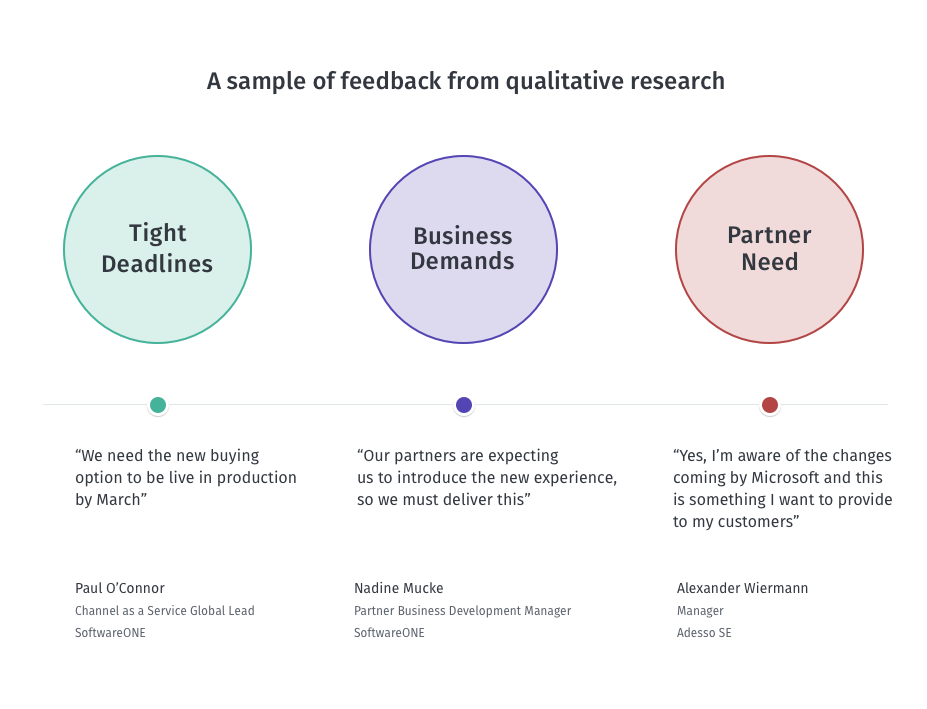 A sample of feedback from qualitative research
Tight
Deadlines
Business
Demands
Partner
Need
“We need the new buying
option to be live in production
by March”
“Our partners are expecting
us to introduce the new experience,
so we must deliver this”
“Yes, I’m aware of the changes
coming by Microsoft and this
is something I want to provide
to my customers”
Paul O’Connor
Channel as a Service Global Lead
SoftwareONE
Nadine Mucke
Partner Business Development Manager
SoftwareONE
Alexander Wiermann
Manager
Adesso SE